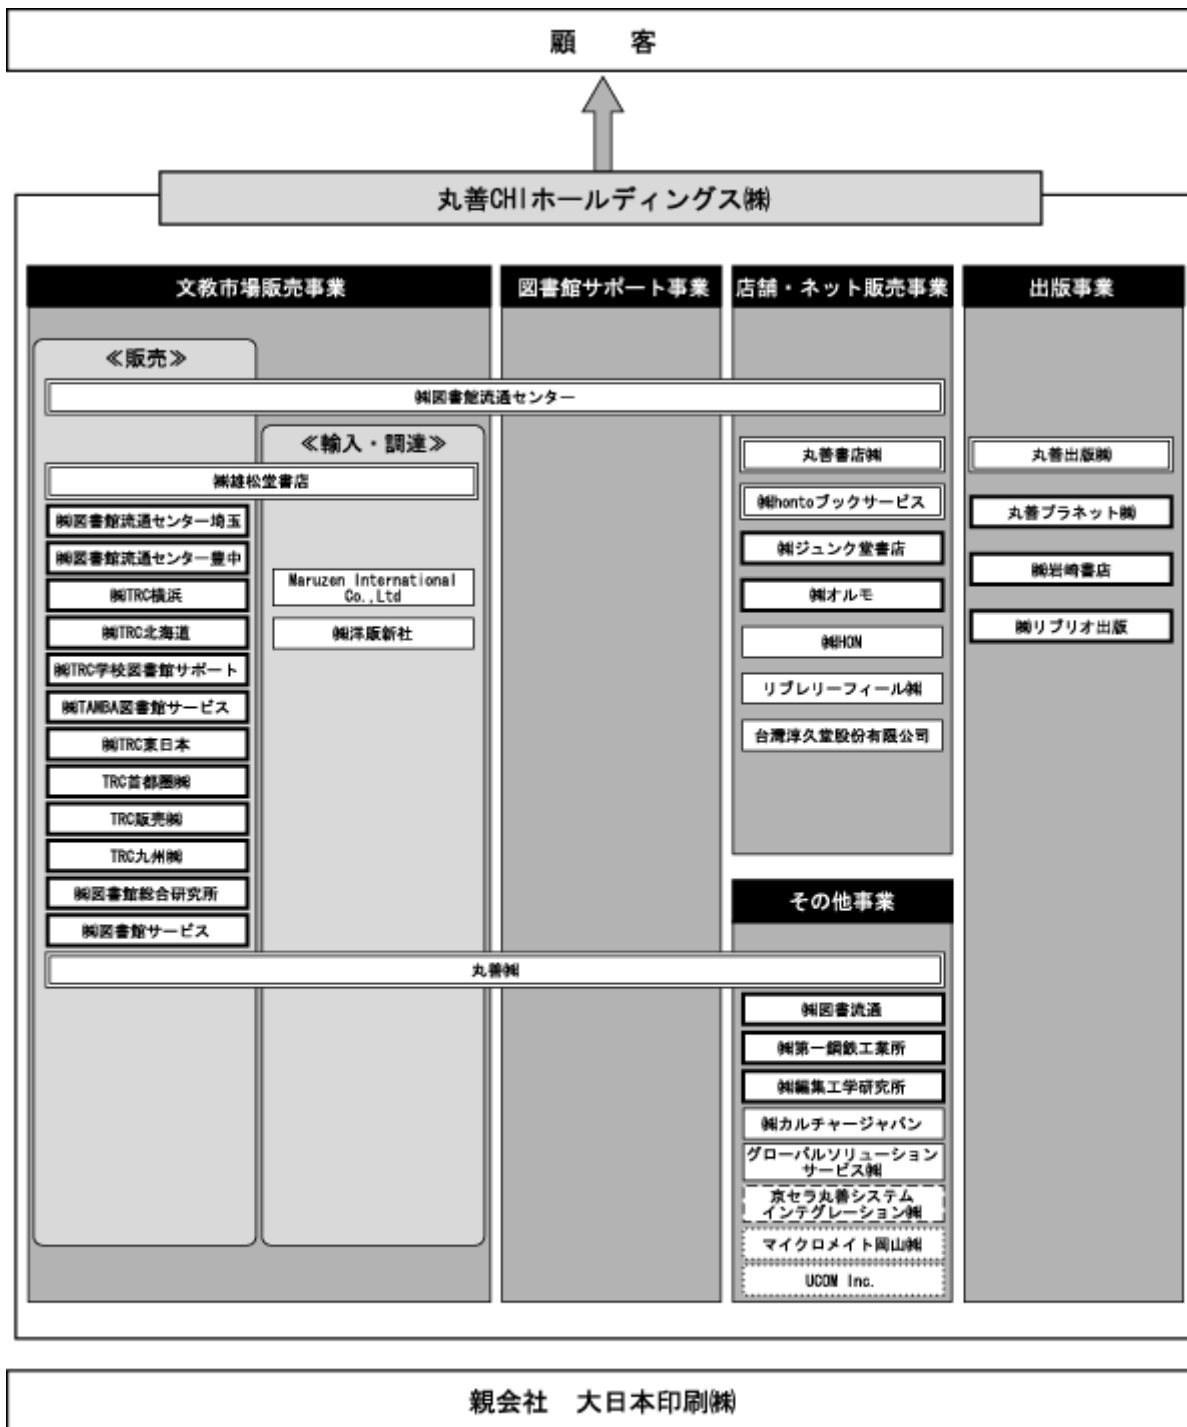 顧　客
丸善CHIホールディングス㈱
文教市場販売事業
≪販売≫
㈱図書館流通センター
≪輸入・調達≫
㈱雄松堂書店
㈱図書館流通センター埼玉
㈱図書館流通センター豊中
㈱TRC横浜
㈱TRC北海道
㈱TRC学校図書館サポート
㈱TAMBA図書館サービス
㈱TRC東日本
TRC首都圏㈱
TRC販売㈱
TRC九州㈱
㈱図書館総合研究所
㈱図書館サービス
Maruzen International
Co.,Ltd
㈱洋販新社
丸善㈱
図書館サポート事業
店舗・ネット販売事業
丸善書店㈱
㈱hontoブックサービス
㈱ジュンク堂書店
㈱オルモ
㈱HON
リブレリーフィール㈱
台灣淳久堂股份有限公司
その他事業
㈱図書流通
㈱第一鋼鉄工業所
㈱編集工学研究所
㈱カルチャージャパン
グローバルソリューション
サービス㈱
京セラ丸善システム
インテグレーション㈱
マイクロメイト岡山㈱
UCOM Inc.
出版事業
丸善出版㈱
丸善プラネット㈱
㈱岩崎書店
㈱リブリオ出版
親会社　大日本印刷㈱